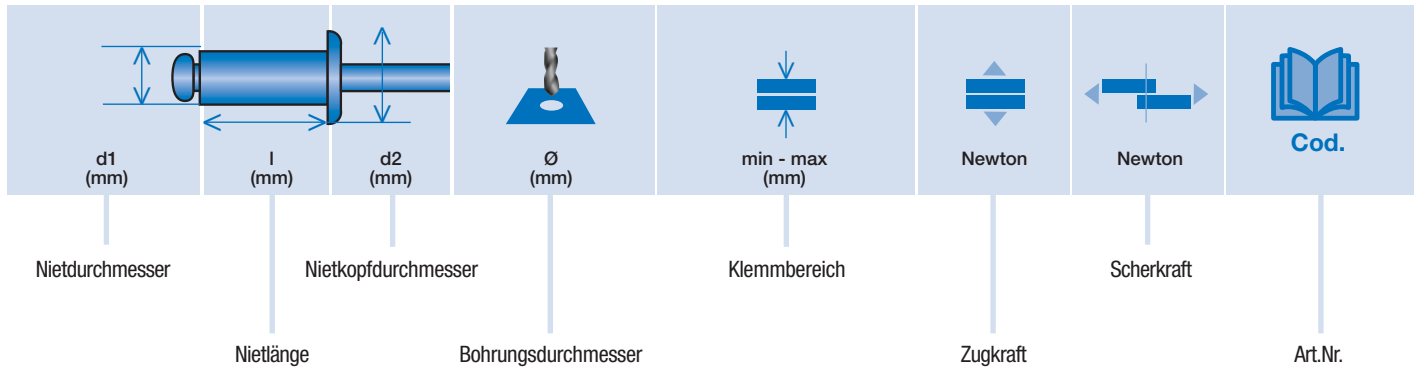 d1
(mm)
l
(mm)
d2
(mm)
Ø
(mm)
min - max
(mm)
Newton
Newton
Cod.
Nietdurchmesser
Nietkopfdurchmesser
Klemmbereich
Scherkraft
Nietlänge
Bohrungsdurchmesser
Zugkraft
Art.Nr.